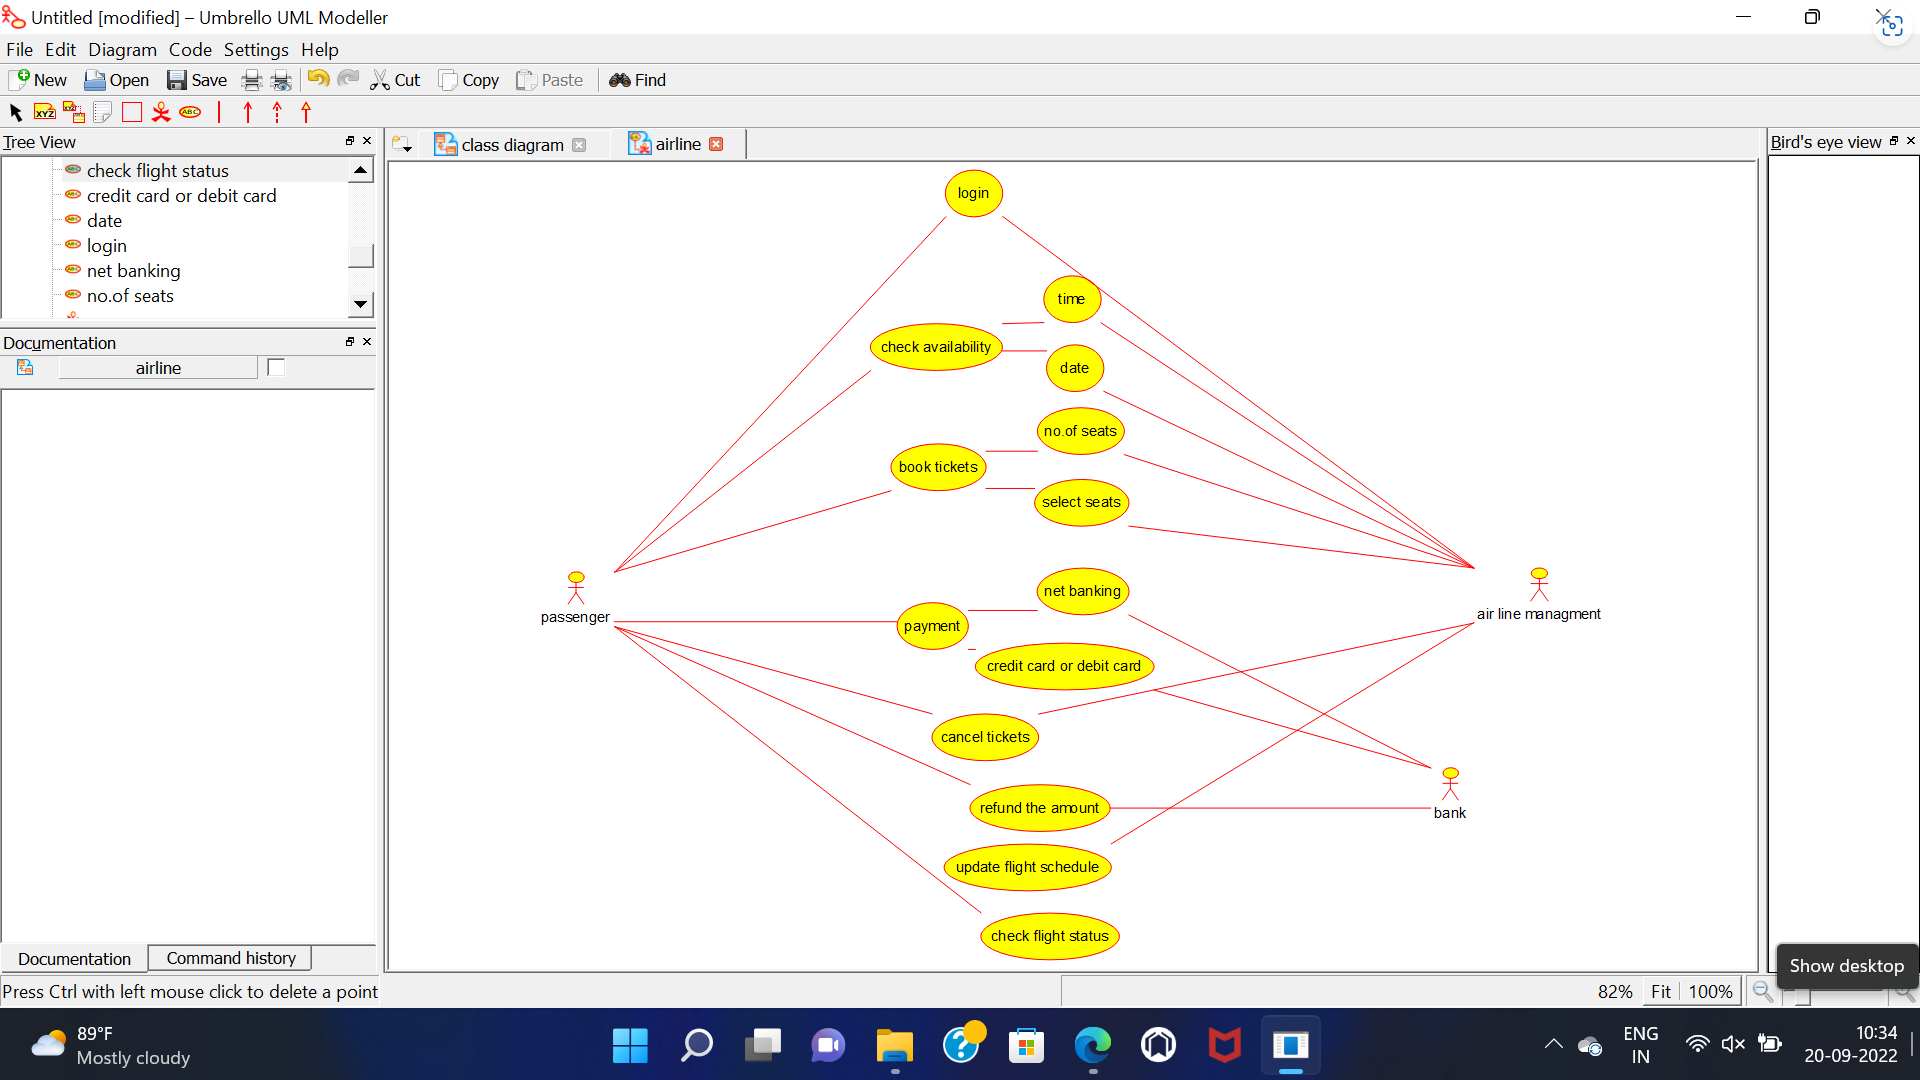 Untitled [modified] – Umbrello UML Modeller
File Edit Diagram Code Settings Help
New Open Save Cut Copy Paste Find
XYZ XYZ ABC
Tree View
check flight status
credit card or debit card
date
login
net banking
no.of seats
Documentation
airline
Documentation Command history
Press Ctrl with left mouse click to delete a point
class diagram airline
login
time
check availability
date
no.of seats
book tickets
select seats
passenger
net banking
payment
credit card or debit card
cancel tickets
refund the amount
update flight schedule
check flight status
air line managment
bank
Bird's eye view
Show desktop
82% Fit 100%
89°F
Mostly cloudy
ENG
IN
10:34
20-09-2022